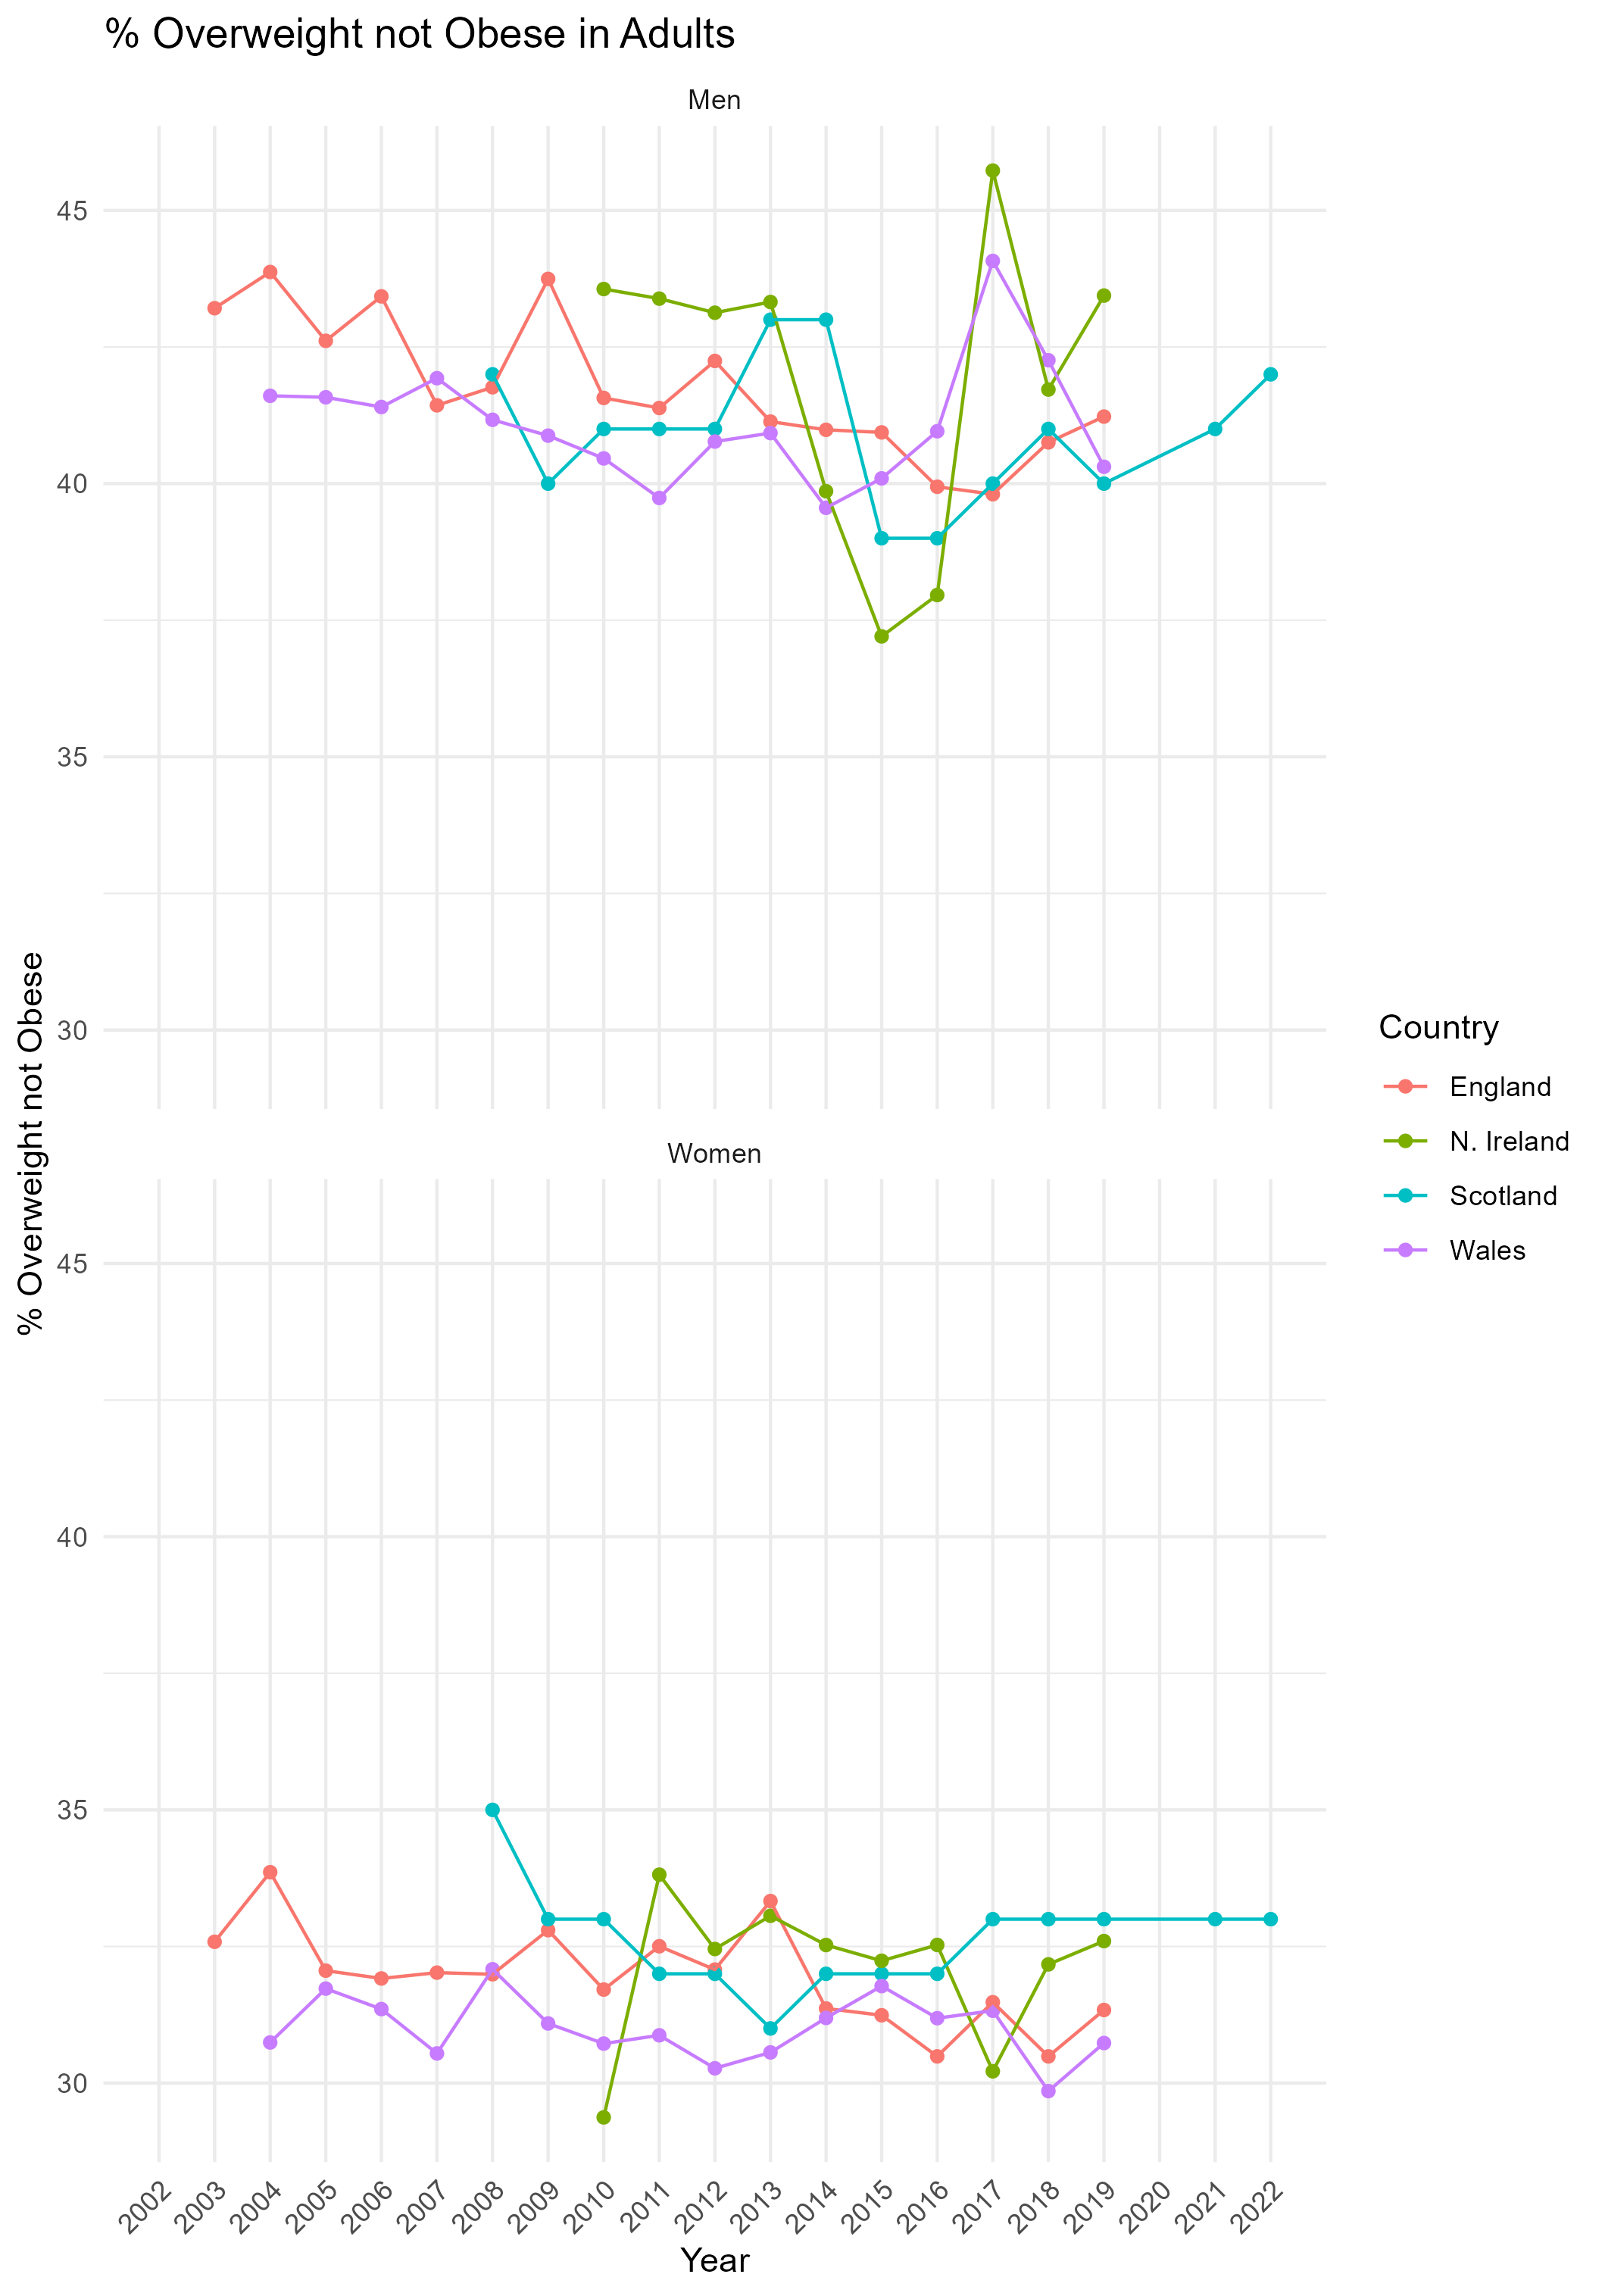 % Overweight not Obese in Adults
Men
45
40
35
30
% Overweight not Obese
Women
45
40
35
30
2002 2003 2004 2005 2006 2007 2008 2009 2010 2011 2012 2013 2014 2015 2016 2017 2018 2019 2020 2021 2022
Year
Country
England
N. Ireland
Scotland
Wales